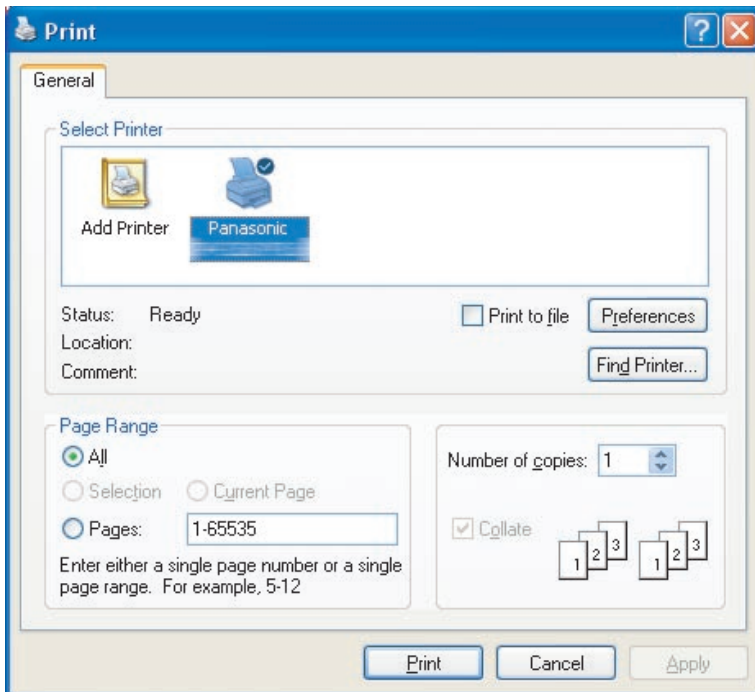 Print
General
Select Printer
Add Printer
Panasonic
Status: Ready
Location:
Comment:
Print to file
Preferences
Find Printer...
Page Range
All
Selection
Current Page
Pages: 1-65535
Enter either a single page number or a single
page range. For example, 5-12
Number of copies: 1
Collate
1 2 3 1 2 3
Print
Cancel
Apply